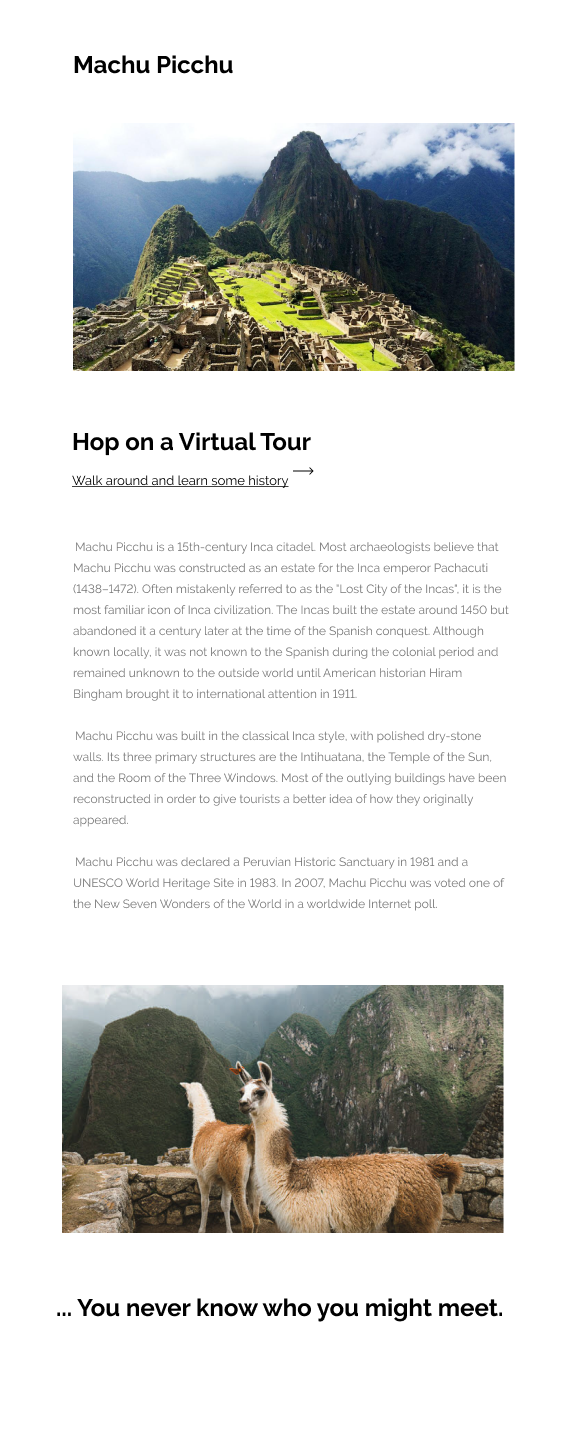 Machu Picchu
Hop on a Virtual Tour
Walk around and learn some history
Machu Picchu is a 15th-century Inca citadel. Most archaeologists believe that
Machu Picchu was constructed as an estate for the Inca emperor Pachacuti
(1438–1472). Often mistakenly referred to as the "Lost City of the Incas", it is the
most familiar icon of Inca civilization. The Incas built the estate around 1450 but
abandoned it a century later at the time of the Spanish conquest. Although
known locally, it was not known to the Spanish during the colonial period and
remained unknown to the outside world until American historian Hiram
Bingham brought it to international attention in 1911.
Machu Picchu was built in the classical Inca style, with polished dry-stone
walls. Its three primary structures are the Intihuatana, the Temple of the Sun,
and the Room of the Three Windows. Most of the outlying buildings have been
reconstructed in order to give tourists a better idea of how they originally
appeared.
Machu Picchu was declared a Peruvian Historic Sanctuary in 1981 and a
UNESCO World Heritage Site in 1983. In 2007, Machu Picchu was voted one of
the New Seven Wonders of the World in a worldwide Internet poll.
... You never know who you might meet.